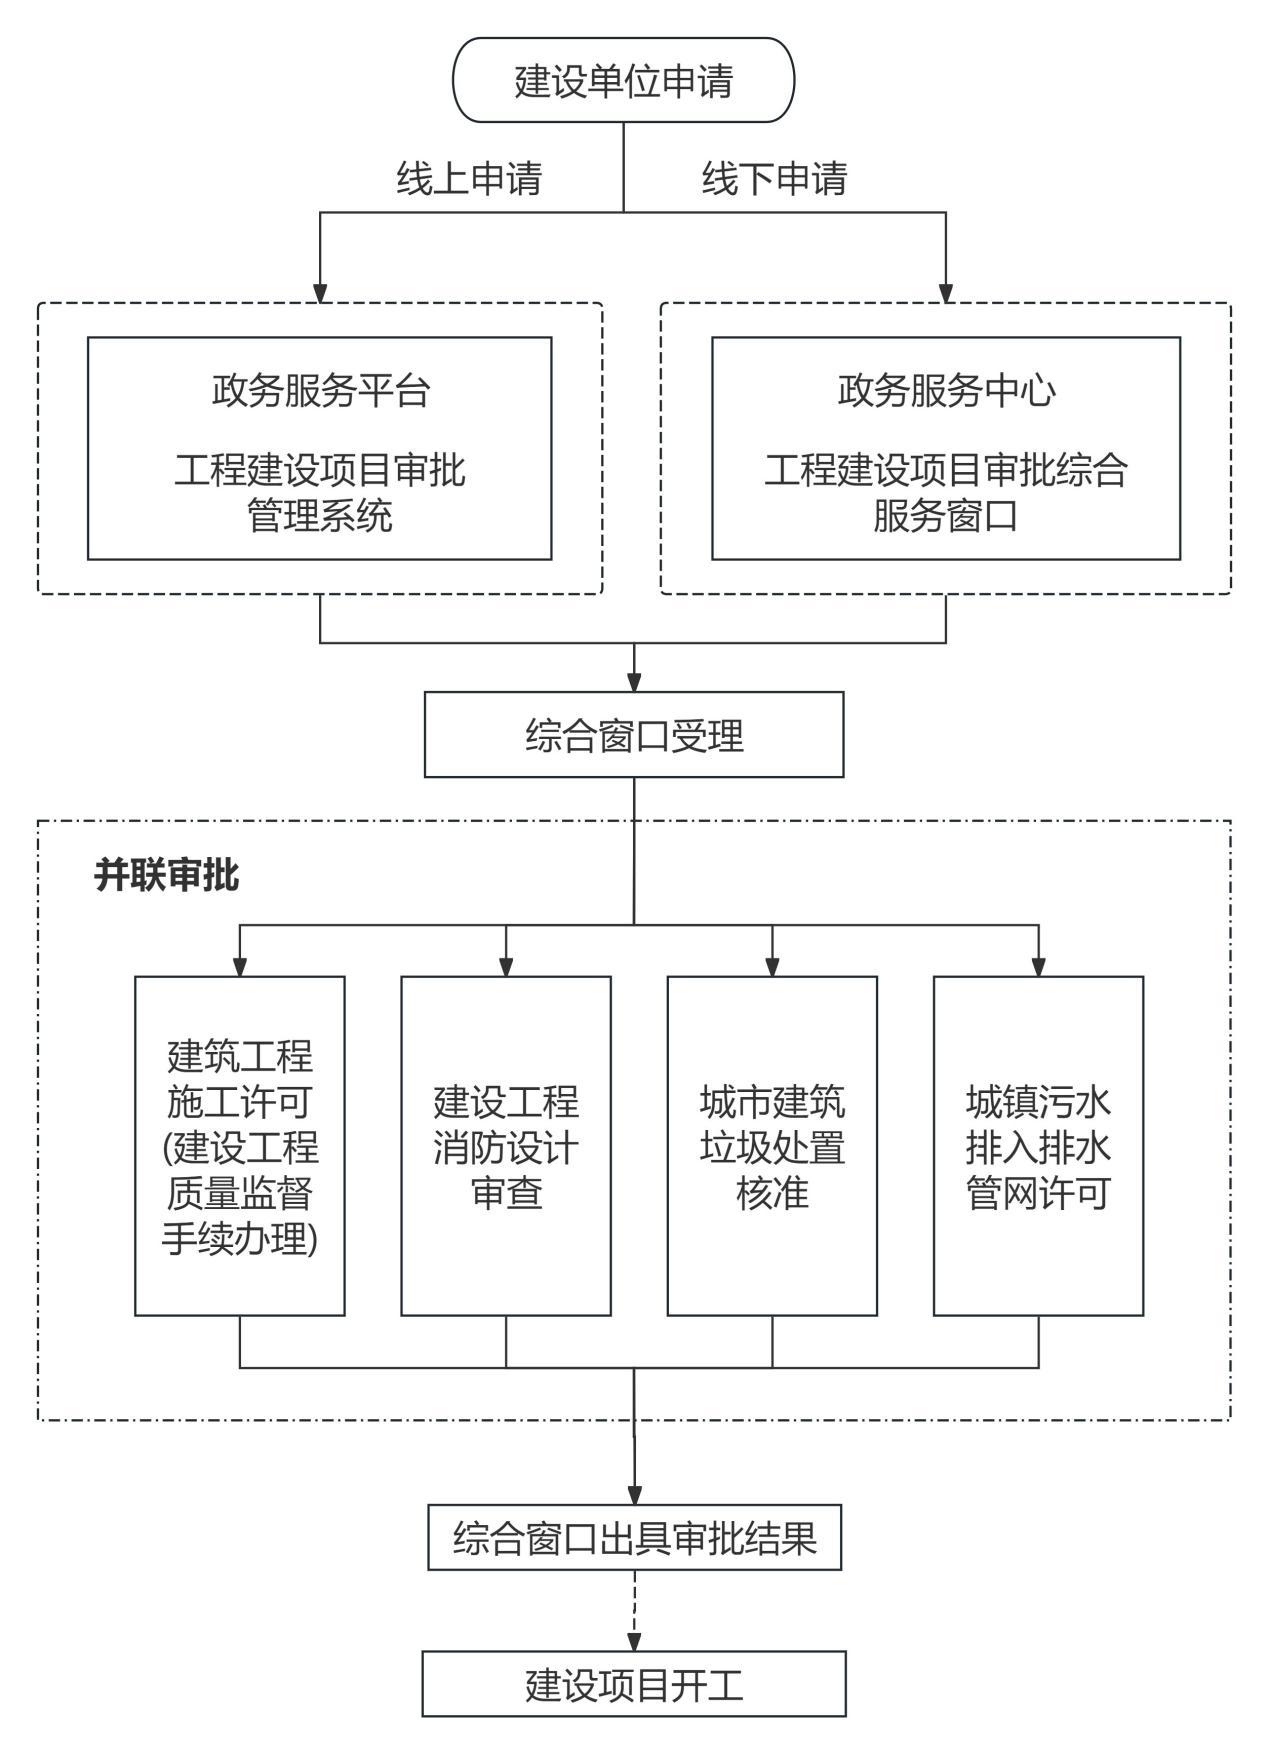 建设单位申请
线上申请
线下申请
政务服务平台
工程建设项目审批
管理系统
政务服务中心
工程建设项目审批综合
服务窗口
综合窗口受理
并联审批
建筑工程
施工许可
(建设工程
质量监督
手续办理)
建设工程
消防设计
审查
城市建筑
垃圾处置
核准
城镇污水
排入排水
管网许可
综合窗口出具审批结果
建设项目开工